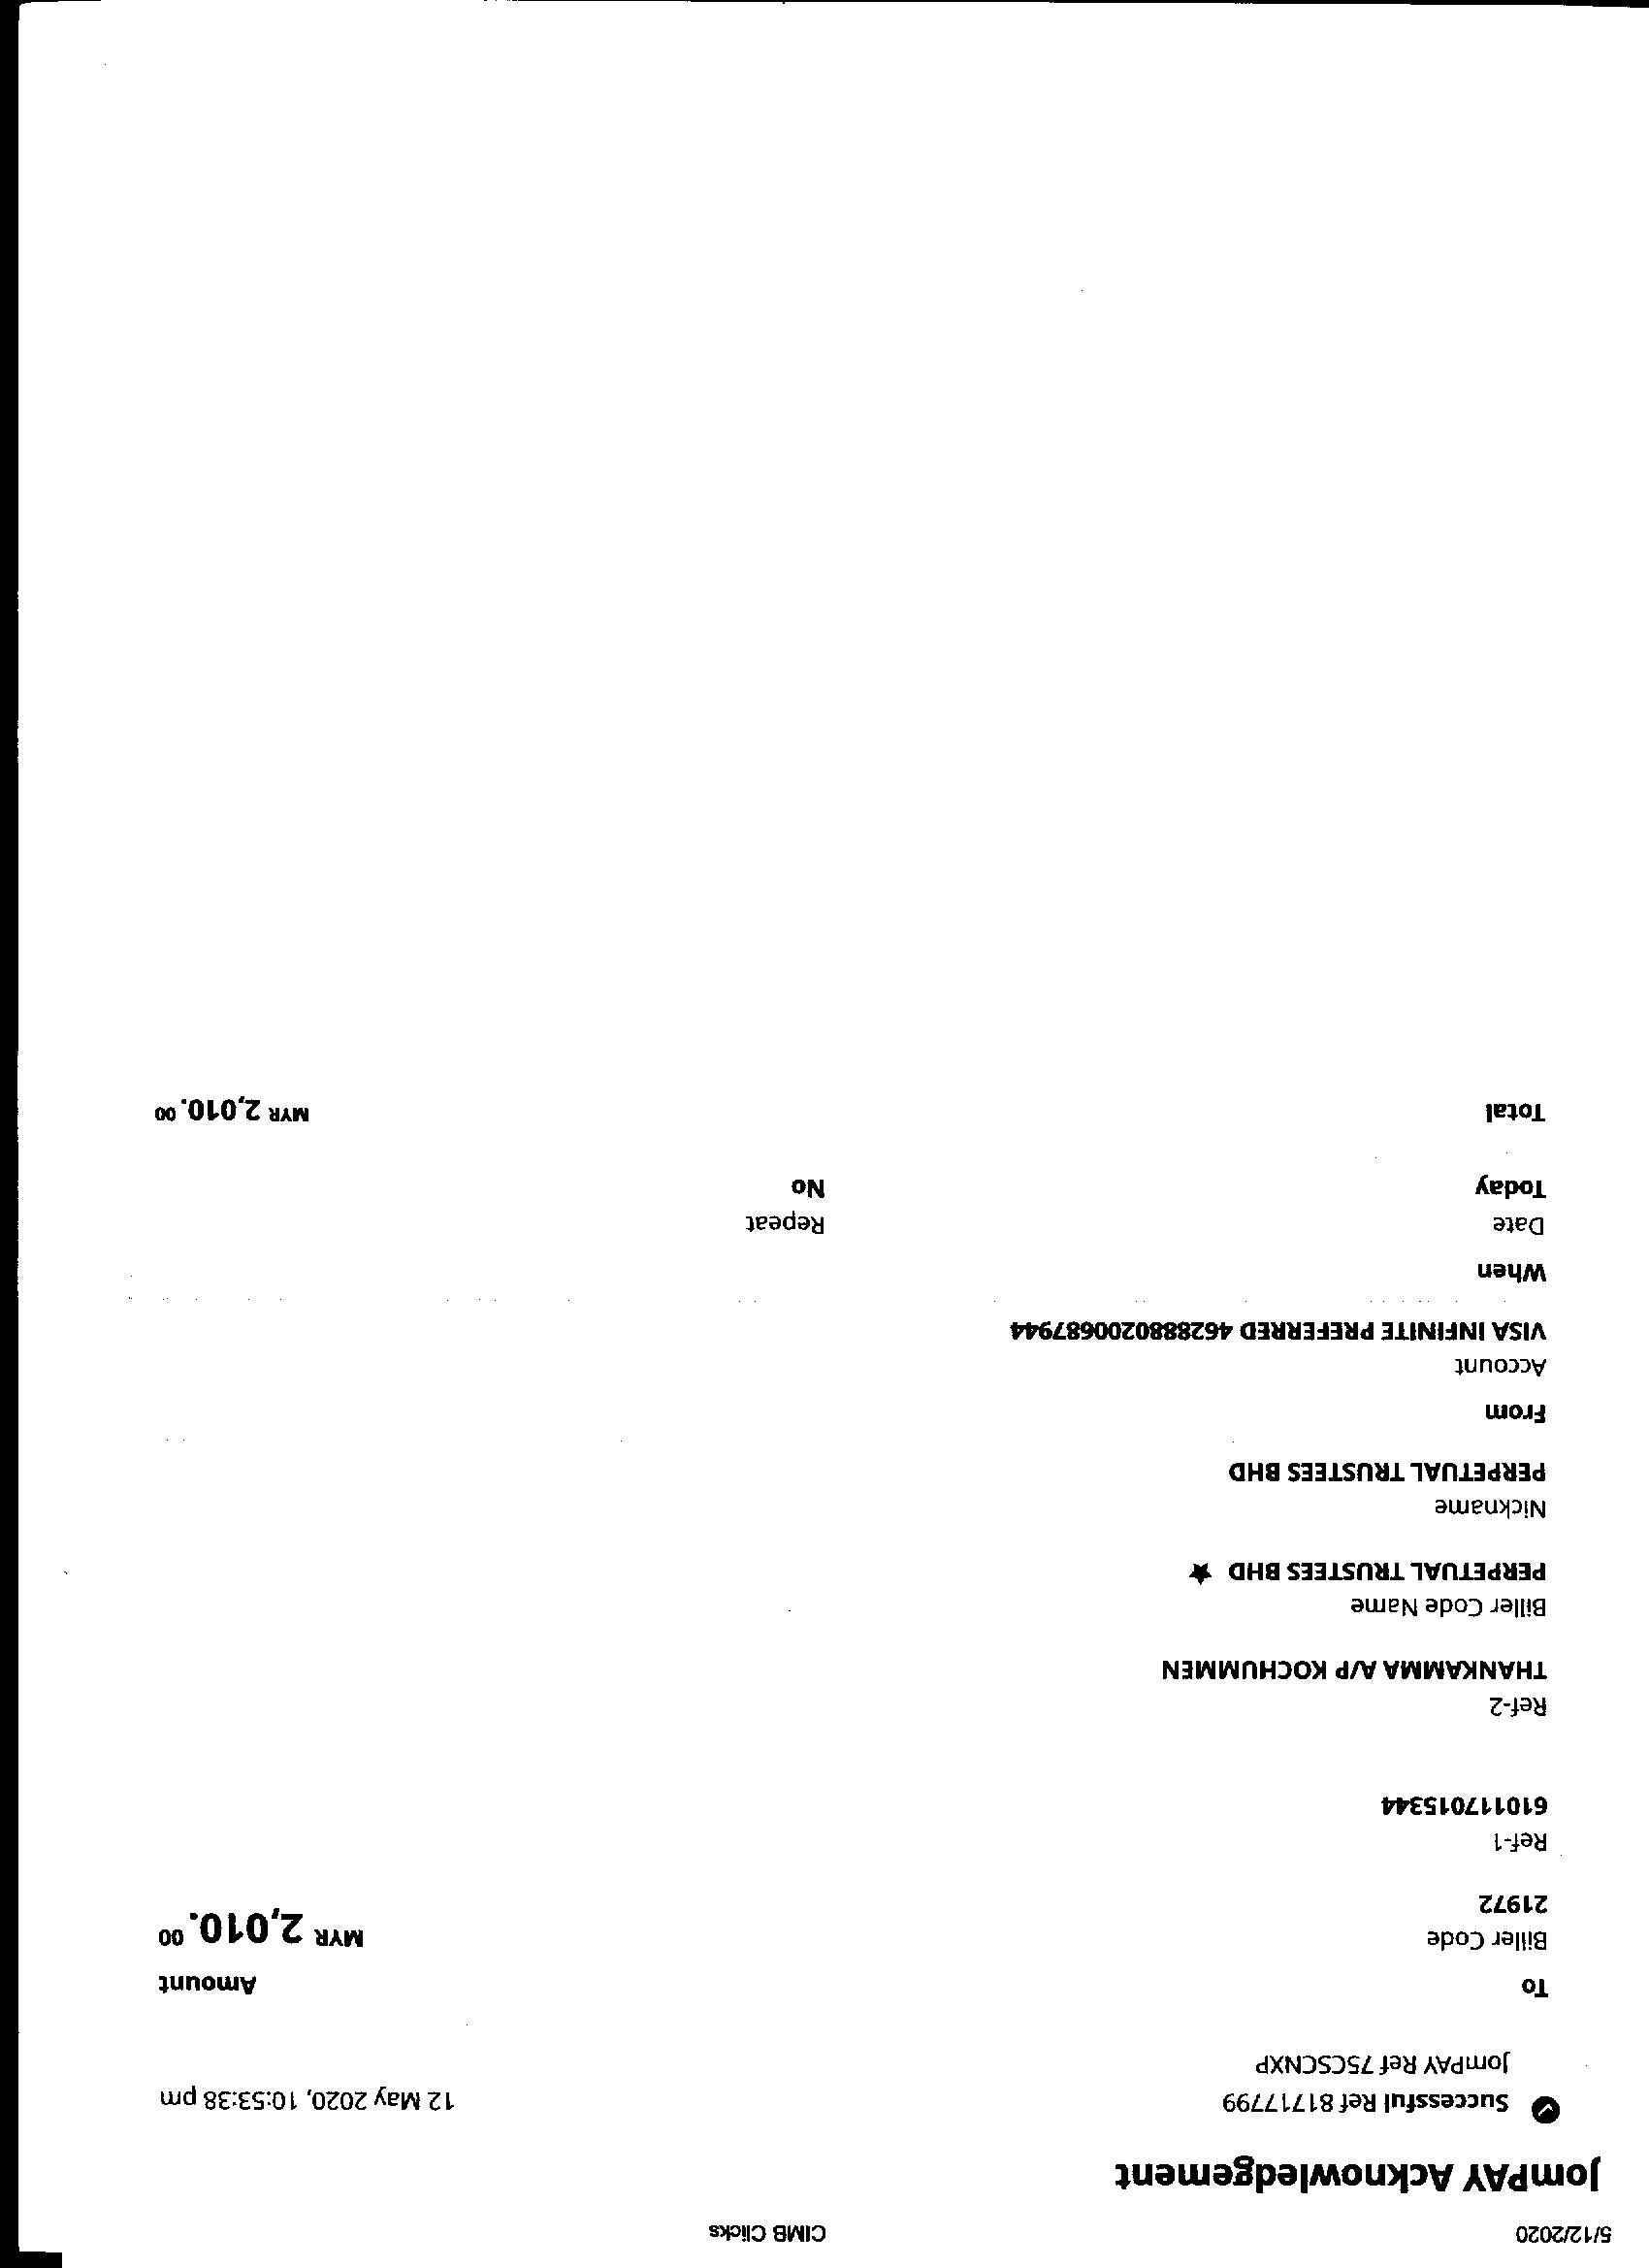 5/12/2020
CIMB Clicks
JomPAY Acknowledgement
Successful Ref 817177799
12 May 2020, 10:53:38 pm
JomPAY Ref 75CSCNXP
To
Amount
Biller Code
MYR 2,010.00
21972
Ref-1
610117015344
Ref-2
THANKAMMA A/P KOCHUMMEN
Biller Code Name
PERPETUAL TRUSTEES BHD ★
Nickname
PERPETUAL TRUSTEES BHD
From
Account
VISA INFINITE PREFERRED 4628880200687944
When
Date
Repeat
Today
No
Total
MYR 2,010.00